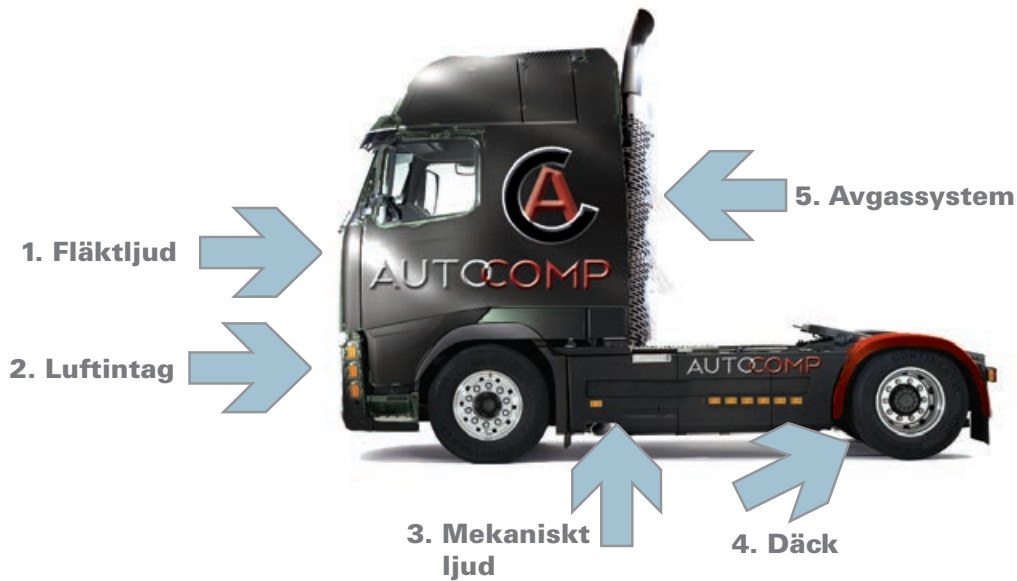 5. Avgassystem
1. Fläktljud
AUTOCOMP
2. Luftintag
AUTOCOMP
3. Mekaniskt
ljud
4. Däck